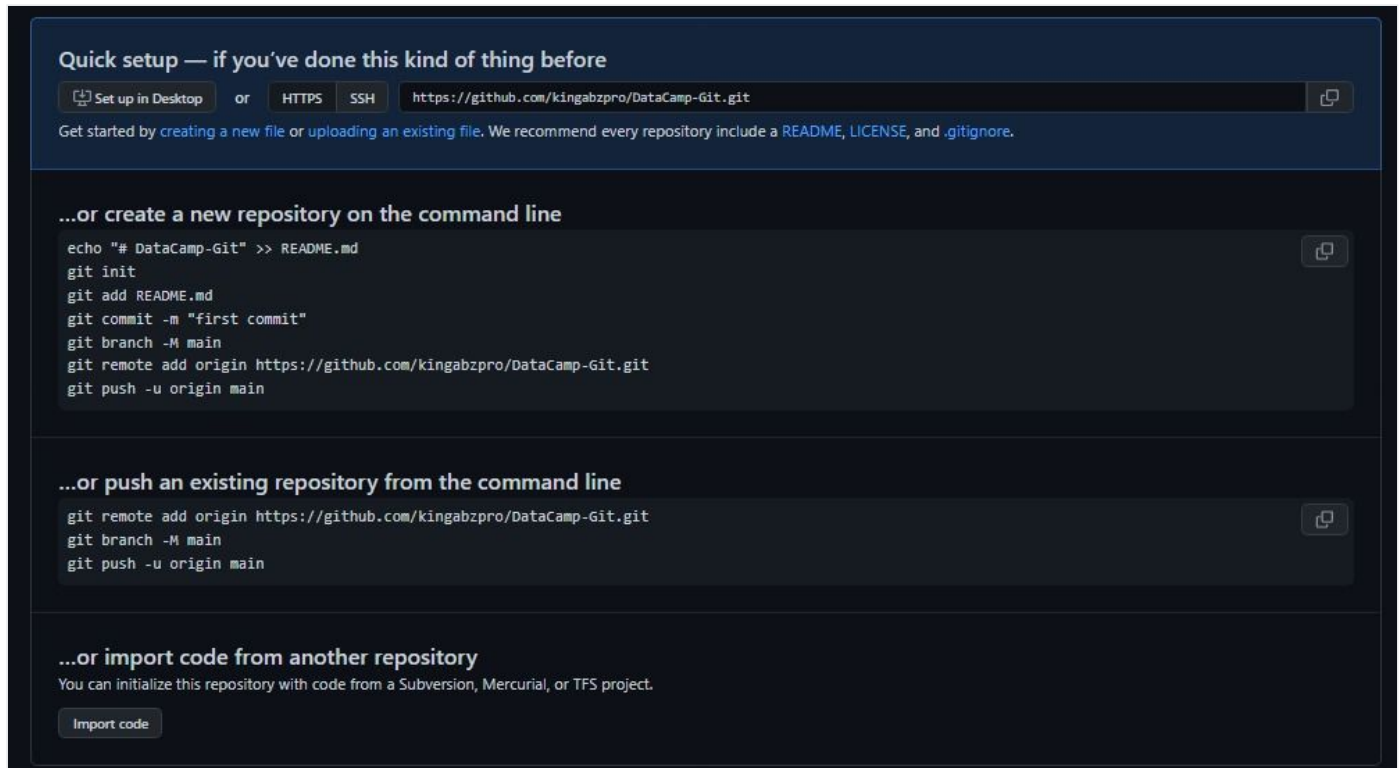 Quick setup — if you've done this kind of thing before
Set up in Desktop or HTTPS SSH https://github.com/kingabzpro/DataCamp-Git.git
Get started by creating a new file or uploading an existing file. We recommend every repository include a README, LICENSE, and .gitignore.
...or create a new repository on the command line
echo "# DataCamp-Git" >> README.md
git init
git add README.md
git commit -m "first commit"
git branch -M main
git remote add origin https://github.com/kingabzpro/DataCamp-Git.git
git push -u origin main
...or push an existing repository from the command line
git remote add origin https://github.com/kingabzpro/DataCamp-Git.git
git branch -M main
git push -u origin main
...or import code from another repository
You can initialize this repository with code from a Subversion, Mercurial, or TFS project.
Import code